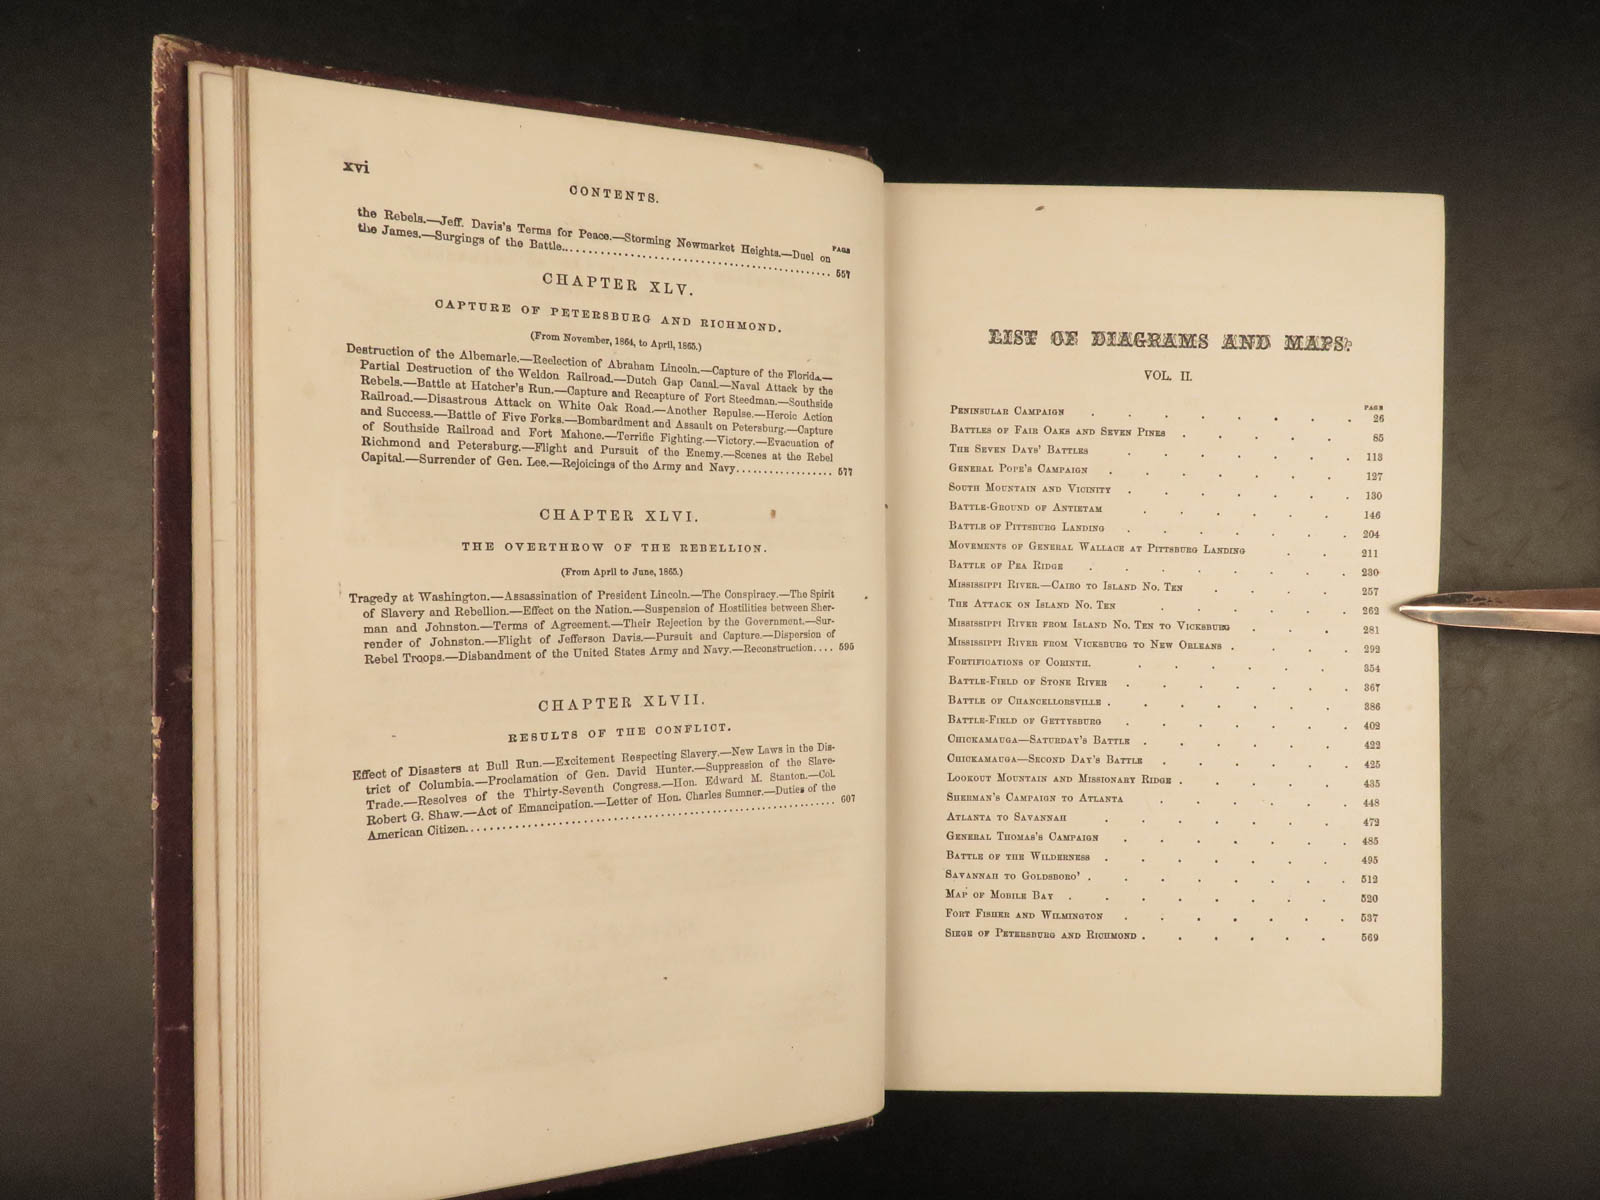 xvi
CONTENTS.
PAGE
the Rebels.—Jeff. Davis's Terms for Peace.—Storming Newmarket Heights.—Duel on
the James.—Surgings of the Battle.......... 557
CHAPTER XLV.
CAPTURE OF PETERSBURG AND RICHMOND.
(From November, 1864, to April, 1865.)
Destruction of the Albemarle.—Reelection of Abraham Lincoln.—Capture of the Florida.—
Partial Destruction of the Weldon Railroad.—Dutch Gap Canal.—Naval Attack by the
Rebels.—Battle at Hatcher's Run.—Capture and Recapture of Fort Steedman.—Southside
Railroad.—Disastrous Attack on White Oak Road.—Another Repulse.—Heroic Action
and Success.—Battle of Five Forks.—Bombardment and Assault on Petersburg.—Capture
of Southside Railroad and Fort Mahone.—Terrific Fighting.—Victory.—Evacuation of
Richmond and Petersburg.—Flight and Pursuit of the Enemy.—Scenes at the Rebel
Capital.—Surrender of Gen. Lee.—Rejoicings of the Army and Navy................. 577
CHAPTER XLVI.
THE OVERTHROW OF THE REBELLION.
(From April to June, 1865.)
Tragedy at Washington.—Assassination of President Lincoln.—The Conspiracy.—The Spirit
of Slavery and Rebellion.—Effect on the Nation.—Suspension of Hostilities between Sher-
man and Johnston.—Terms of Agreement.—Their Rejection by the Government.—Sur-
render of Johnston.—Flight of Jefferson Davis.—Pursuit and Capture.—Dispersion of
Rebel Troops.—Disbandment of the United States Army and Navy.—Reconstruction.... 595
CHAPTER XLVII.
RESULTS OF THE CONFLICT.
Effect of Disasters at Bull Run.—Excitement Respecting Slavery.—New Laws in the Dis-
trict of Columbia.—Proclamation of Gen. David Hunter.—Suppression of the Slave-
Trade.—Resolves of the Thirty-Seventh Congress.—Hon. Edward M. Stanton.—Col.
Robert G. Shaw.—Act of Emancipation.—Letter of Hon. Charles Sumner.—Duties of the
American Citizen.......... 607
LIST OF DIAGRAMS AND MAPS.
VOL. II.
PAGE
PENINSULAR CAMPAIGN . . . . . . . 26
BATTLES OF FAIR OAKS AND SEVEN PINES . . . . . 85
THE SEVEN DAYS' BATTLES . . . . . 113
GENERAL POPE'S CAMPAIGN . . . . . 127
SOUTH MOUNTAIN AND VICINITY . . . . . . . 130
BATTLE-GROUND OF ANTIETAM . . . . . 146
BATTLE OF PITTSBURG LANDING . . . . . . . 204
MOVEMENTS OF GENERAL WALLACE AT PITTSBURG LANDING . . 211
BATTLE OF PEA RIDGE . . . . . . . 230
MISSISSIPPI RIVER.—CAIRO TO ISLAND NO. TEN . . . . . 257
THE ATTACK ON ISLAND NO. TEN . . . . . . 262
MISSISSIPPI RIVER FROM ISLAND NO. TEN TO VICKSBURG . . . 281
MISSISSIPPI RIVER FROM VICKSBURG TO NEW ORLEANS . . . . 292
FORTIFICATIONS OF CORINTH. . . . . . 354
BATTLE-FIELD OF STONE RIVER . . . . . . . 367
BATTLE OF CHANCELLORSVILLE . . . . . . . 386
BATTLE-FIELD OF GETTYSBURG . . . . . 402
CHICKAMAUGA—SATURDAY'S BATTLE . . . . . . 422
CHICKAMAUGA—SECOND DAY'S BATTLE . . . . . 425
LOOKOUT MOUNTAIN AND MISSIONARY RIDGE . . . . . 435
SHERMAN'S CAMPAIGN TO ATLANTA . . . . . 448
ATLANTA TO SAVANNAH . . . . . 472
GENERAL THOMAS'S CAMPAIGN . . . . . 485
BATTLE OF THE WILDERNESS . . . . . . 495
SAVANNAH TO GOLDSBORO' . . . . . . . 512
MAP OF MOBILE BAY . . . . . . . 520
FORT FISHER AND WILMINGTON . . . . . . . 537
SIEGE OF PETERSBURG AND RICHMOND . . . . . . 569